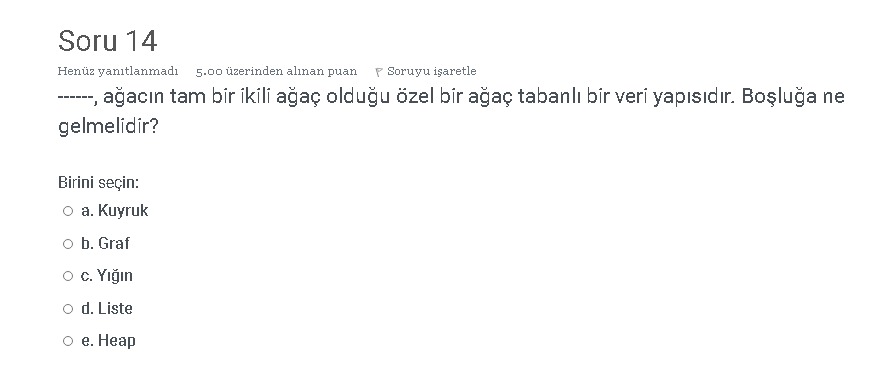 Soru 14
Henüz yanıtlanmadı 5.00 üzerinden alınan puan Soruyu işaretle
------, ağacın tam bir ikili ağaç olduğu özel bir ağaç tabanlı bir veri yapısıdır. Boşluğa ne
gelmelidir?
Birini seçin:
a. Kuyruk
b. Graf
c. Yığın
d. Liste
e. Heap